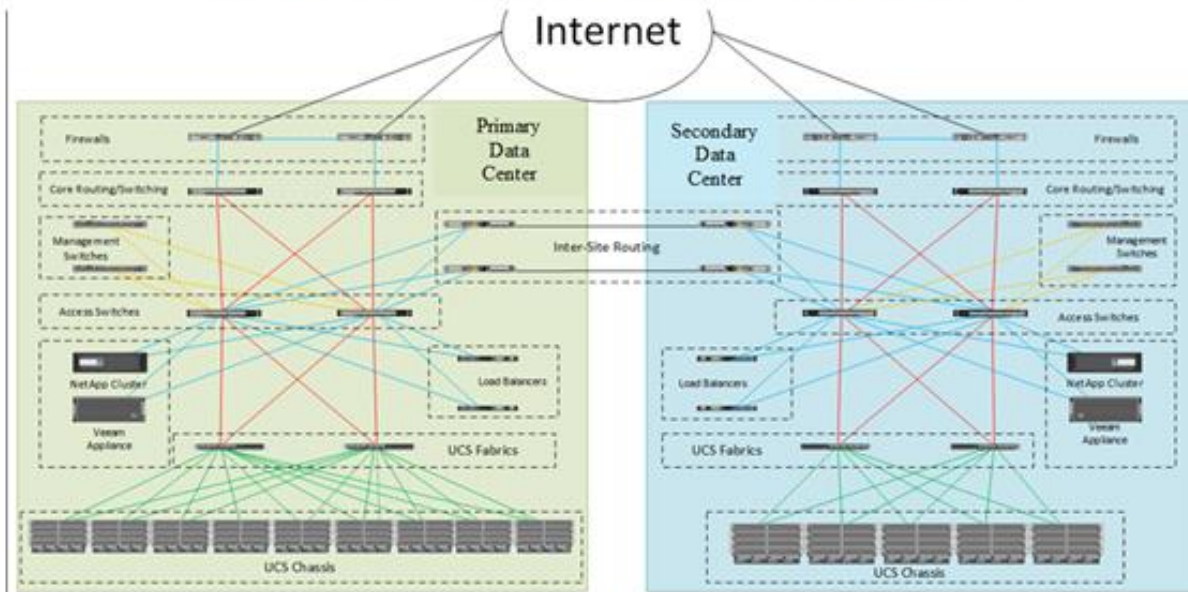 Internet
Primary
Data
Center
Firewalls
Core Routing/Switching
Management
Switches
Access Switches
NetApp Cluster
Veeam
Appliance
Load Balancers
UCS Fabrics
UCS Chassis
Inter-Site Routing
Secondary
Data
Center
Firewalls
Core Routing/Switching
Management
Switches
Access Switches
Load Balancers
NetApp Cluster
Veeam
Appliance
UCS Fabrics
UCS Chassis